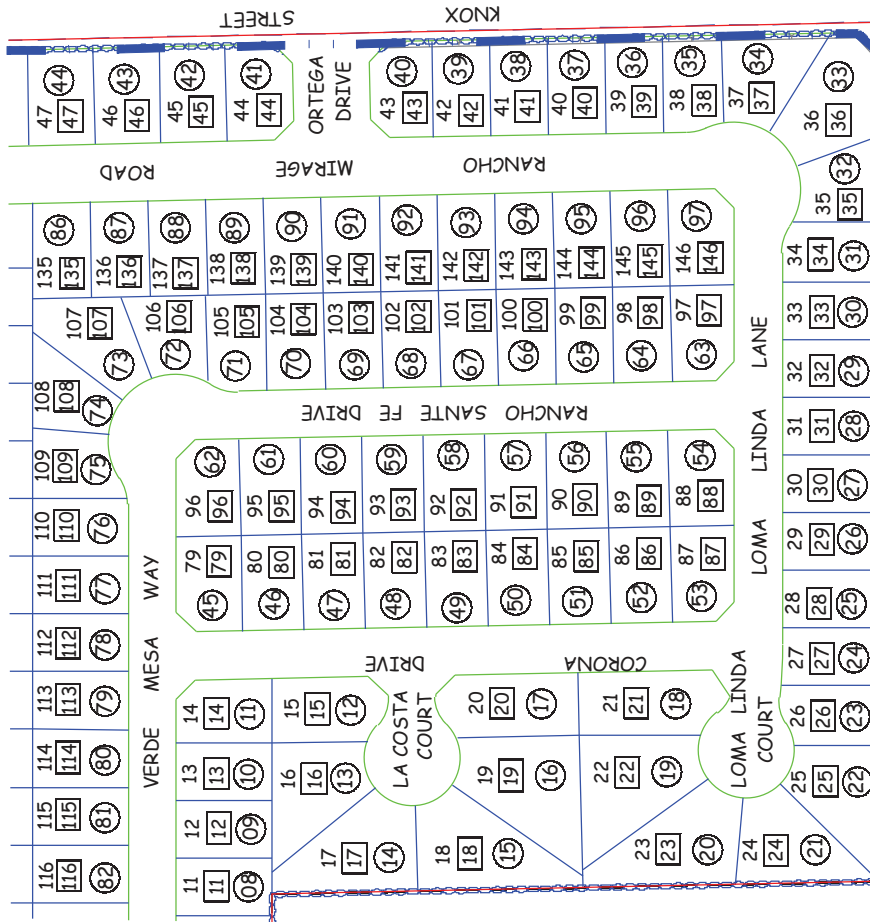 STREET
KNOX
47 47 44
46 46 43
45 45 42
44 44 41
ORTEGA
DRIVE
43 43 40
42 42 39
41 41 38
40 40 37
39 39 36
38 38 35
37 37 34
36 36 33
35 35 32
ROAD MIRAGE RANCHO
135 135 86
136 136 87
137 137 88
138 138 89
139 139 90
140 140 91
141 141 92
142 142 93
143 143 94
144 144 95
145 145 96
146 146 97
34 34 31
107 107 73
106 106 72
105 105 71
104 104 70
103 103 69
102 102 68
101 101 67
100 100 66
99 99 65
98 98 64
97 97 63
33 33 30
32 32 29
108 108 74
109 109 75
RANCHO SANTE FE DRIVE
31 31 28
96 96 62
95 95 61
94 94 60
93 93 59
92 92 58
91 91 57
90 90 56
89 89 55
88 88 54
30 30 27
110 110 76
79 79 45
80 80 46
81 81 47
82 82 48
83 83 49
84 84 50
85 85 51
86 86 52
87 87 53
29 29 26
LOMA LINDA LANE
111 111 77
28 28 25
112 112 78
VERDE MESA WAY
CORONA DRIVE
27 27 24
113 113 79
14 14 11
15 15 12
LA COSTA
COURT
20 20 17
21 21 18
LOMA LINDA
COURT
26 26 23
114 114 80
13 13 10
16 16 13
19 19 16
22 22 19
25 25 22
115 115 81
12 12 09
17 17 14
18 18 15
23 23 20
24 24 21
116 116 82
11 11 08